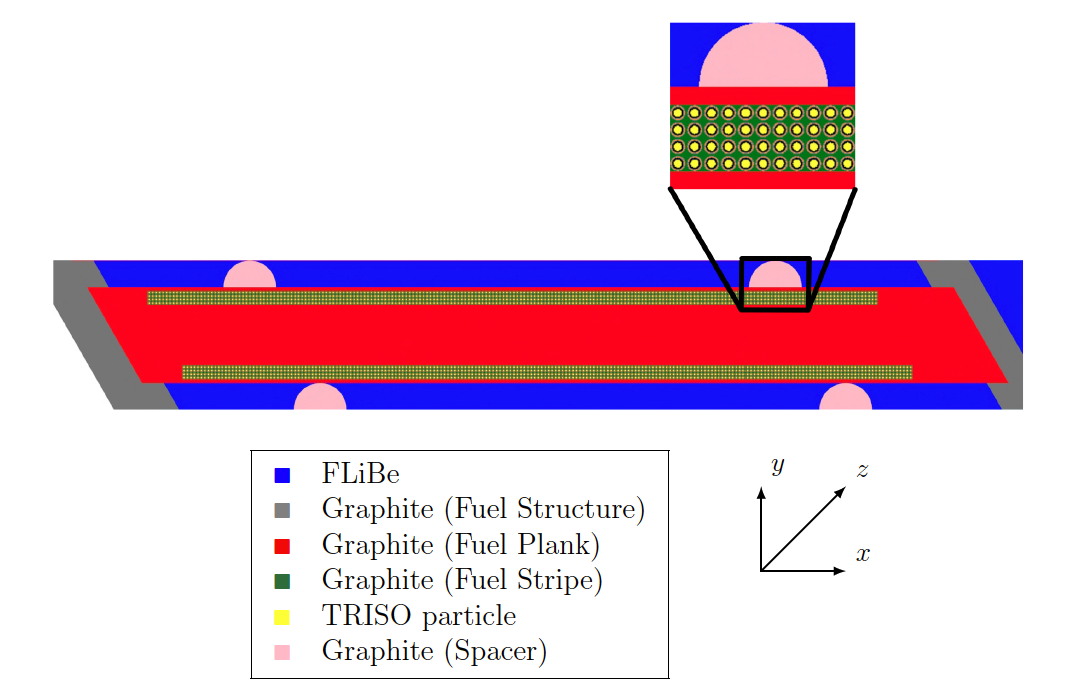 FLiBe
Graphite (Fuel Structure)
Graphite (Fuel Plank)
Graphite (Fuel Stripe)
TRISO particle
Graphite (Spacer)
y
z
x